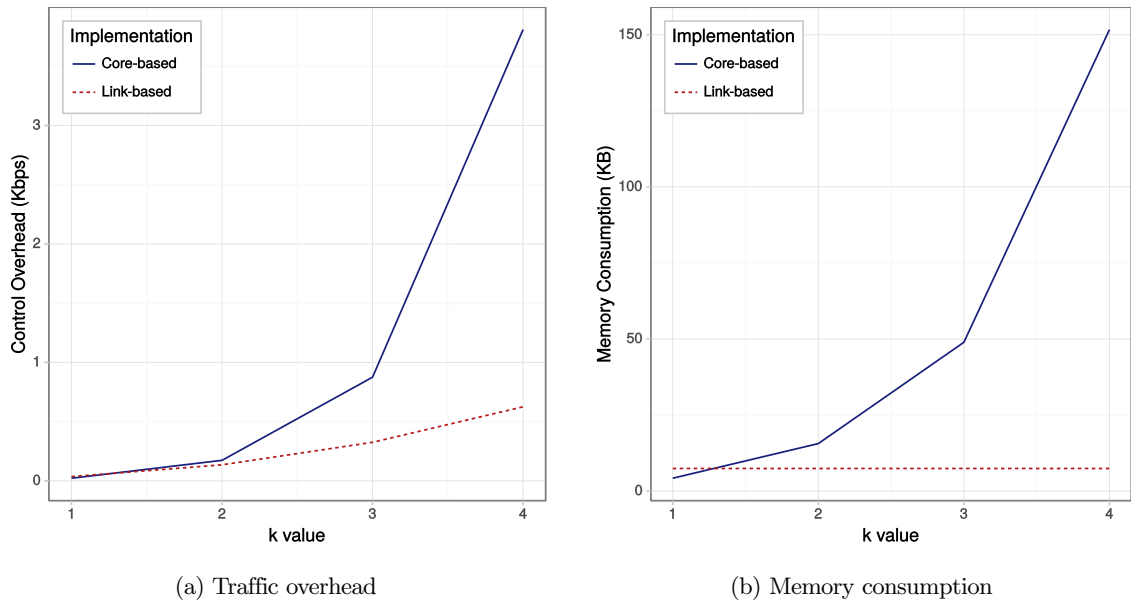 Implementation
Core-based
Link-based
Control Overhead (Kbps)
3
2
1
0
1 2 3 4
k value
(a) Traffic overhead
Implementation
Core-based
Link-based
Memory Consumption (KB)
150
100
50
0
1 2 3 4
k value
(b) Memory consumption